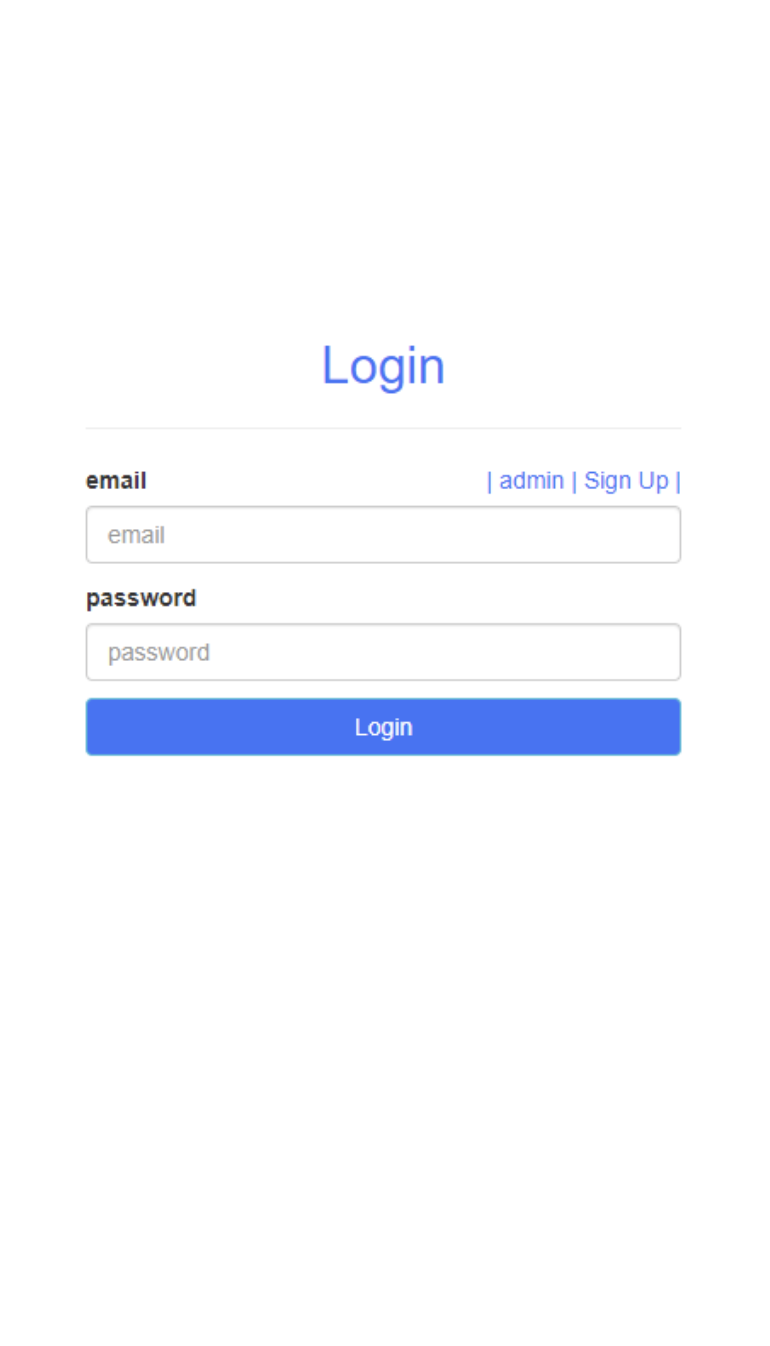 Login
email | admin | Sign Up |
email
password
password
Login